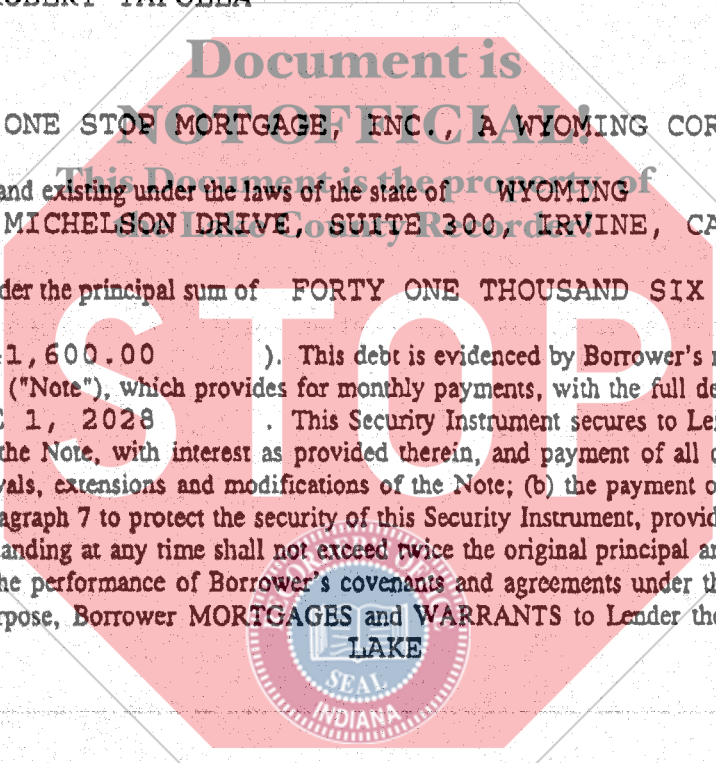 Document is
NOT OFFICIAL!
ONE STOP MORTGAGE, INC., A WYOMING COR
This Document is the property of
and existing under the laws of the state of WYOMING
the Lake County Recorder!
MICHELSON DRIVE, SUITE 300, IRVINE, CA
der the principal sum of FORTY ONE THOUSAND SIX
STOP
1,600.00 ). This debt is evidenced by Borrower's
("Note"), which provides for monthly payments, with the full de
1, 2028 . This Security Instrument secures to Le
the Note, with interest as provided therein, and payment of all
vals, extensions and modifications of the Note; (b) the payment o
agraph 7 to protect the security of this Security Instrument, provid
anding at any time shall not exceed twice the original principal a
he performance of Borrower's covenants and agreements under t
rpose, Borrower MORTGAGES and WARRANTS to Lender the
LAKE
SEAL
INDIANA